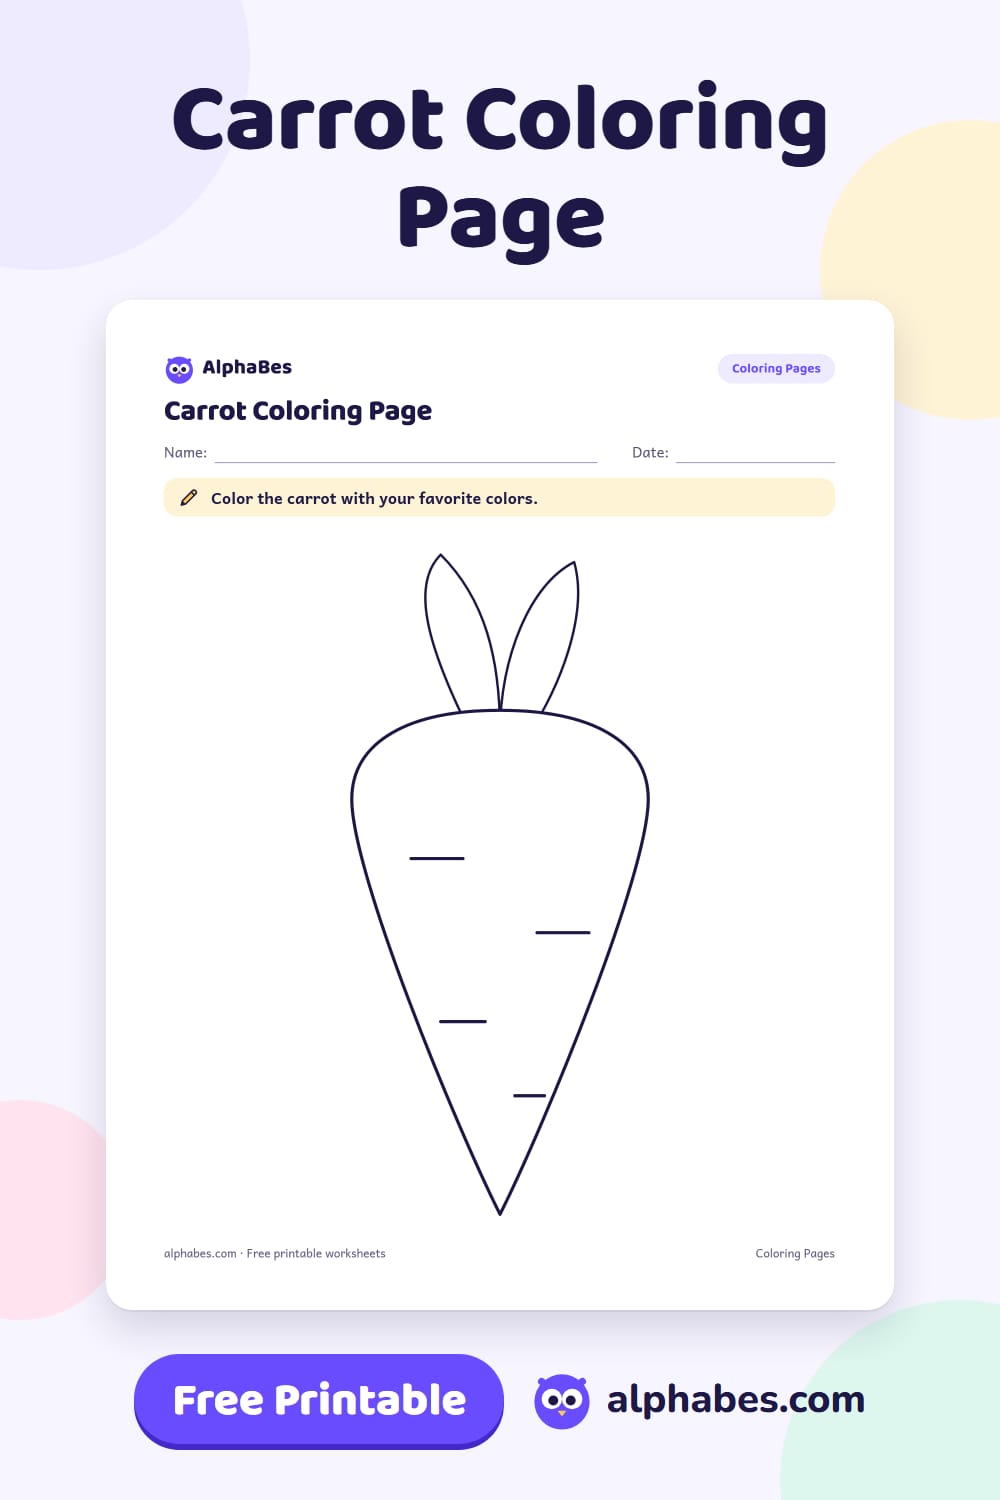 Carrot Coloring
Page
AlphaBes
Coloring Pages
Carrot Coloring Page
Name:
Date:
Color the carrot with your favorite colors.
alphabes.com · Free printable worksheets
Coloring Pages
Free Printable
alphabes.com